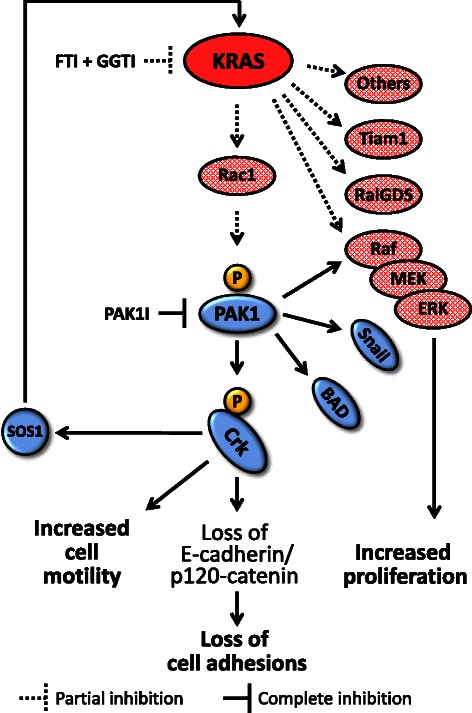 FTI + GGTI
KRAS
Others
Tiam1
RalGDS
Rac1
Raf
MEK
ERK
P
PAK1I
PAK1
Snail
BAD
P
Crk
SOS1
Increased
cell
motility
Loss of
E-cadherin/
p120-catenin
Increased
proliferation
Loss of
cell adhesions
Partial inhibition
Complete inhibition